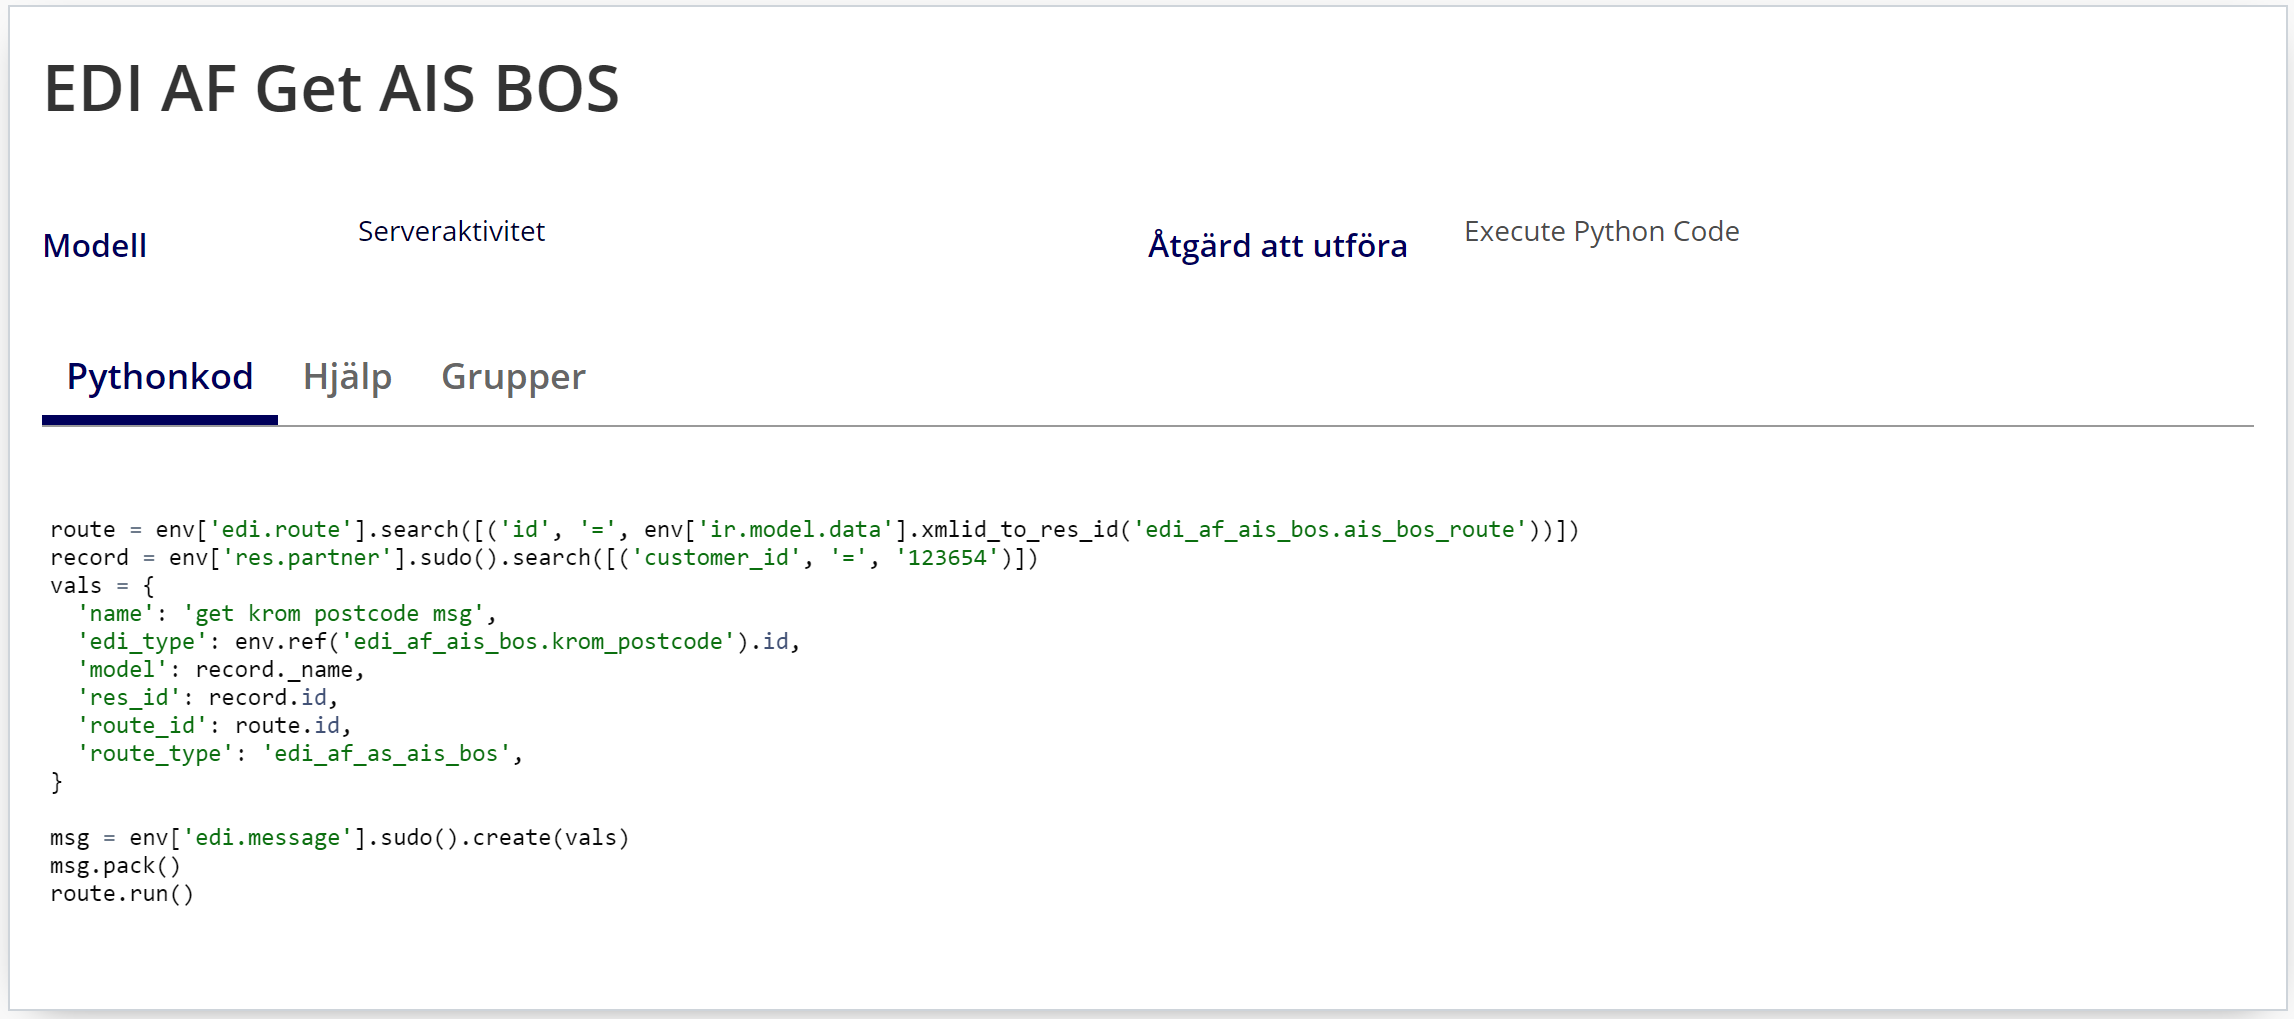 EDI AF Get AIS BOS
Modell Serveraktivitet Åtgärd att utföra Execute Python Code
Pythonkod Hjälp Grupper
route = env['edi.route'].search([('id', '=', env['ir.model.data'].xmlid_to_res_id('edi_af_ais_bos.ais_bos_route'))])
record = env['res.partner'].sudo().search([('customer_id', '=', '123654')])
vals = {
  'name': 'get krom postcode msg',
  'edi_type': env.ref('edi_af_ais_bos.krom_postcode').id,
  'model': record._name,
  'res_id': record.id,
  'route_id': route.id,
  'route_type': 'edi_af_as_ais_bos',
}
msg = env['edi.message'].sudo().create(vals)
msg.pack()
route.run()